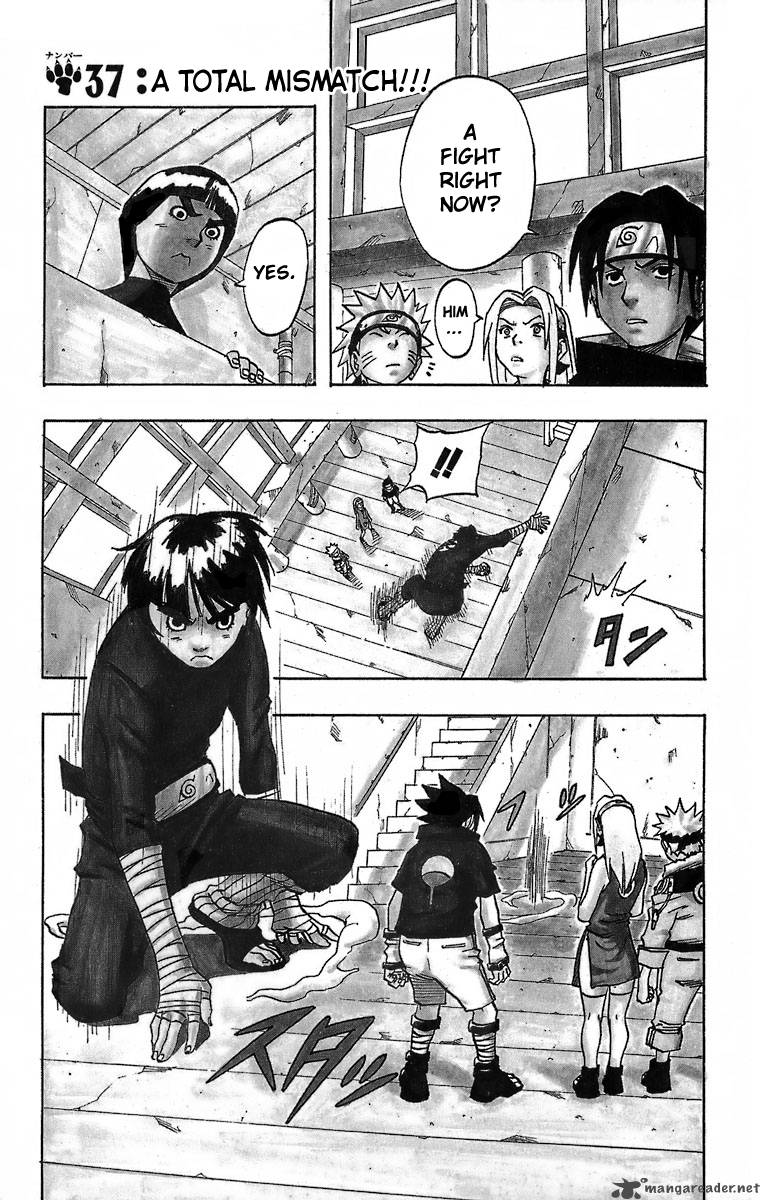 ナンバー
37 : A TOTAL MISMATCH!!!
A
FIGHT
RIGHT
NOW?
HIM
...
YES.
!!
タン
スタッ
mangareader.net